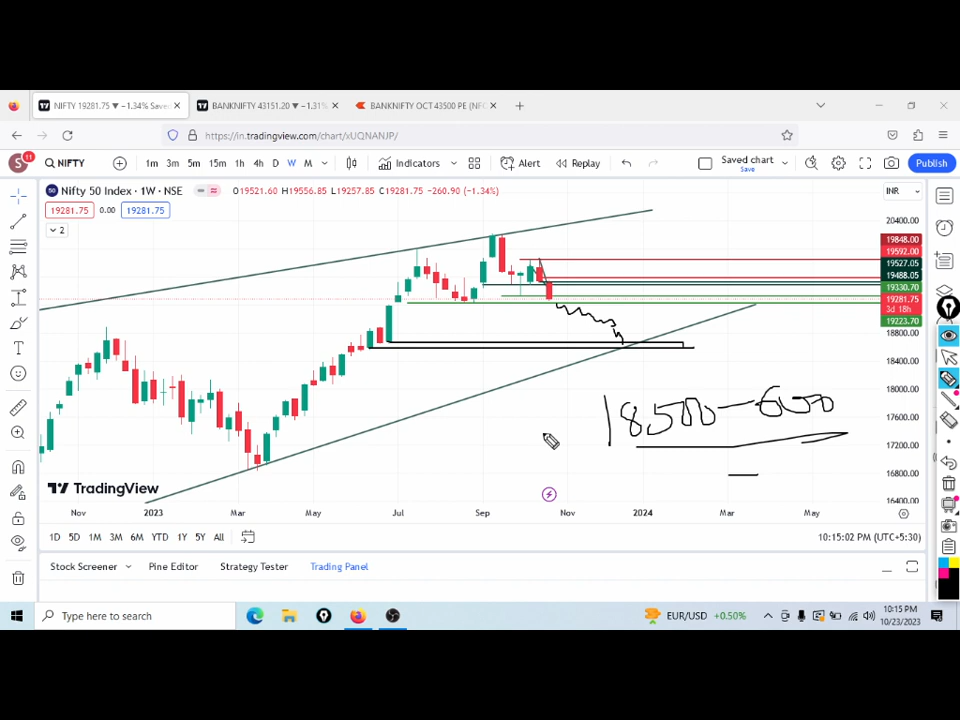 NIFTY 19281.75 ▼ −1.34% Save
BANKNIFTY 43151.20 ▼ −1.31%
BANKNIFTY OCT 43500 PE (NFO
https://in.tradingview.com/chart/xUQNANJP/
S 11 NIFTY 1m 3m 5m 15m 1h 4h D W M Indicators Alert Replay Saved chart Save Publish
Nifty 50 Index · 1W · NSE O19521.60 H19556.85 L19257.85 C19281.75 −260.90 (−1.34%) INR
19281.75 0.00 19281.75
2
20400.00
19848.00
19592.00
19527.05
19488.05
19330.70
19281.75
3d 18h
19223.70
18800.00
18400.00
18000.00
17600.00
17200.00
16800.00
16400.00
18500-600
TradingView
Nov 2023 Mar May Jul Sep Nov 2024 Mar May
1D 5D 1M 3M 6M YTD 1Y 5Y All 10:15:02 PM (UTC+5:30)
Stock Screener Pine Editor Strategy Tester Trading Panel
Type here to search EUR/USD +0.50% 10:15 PM
10/23/2023